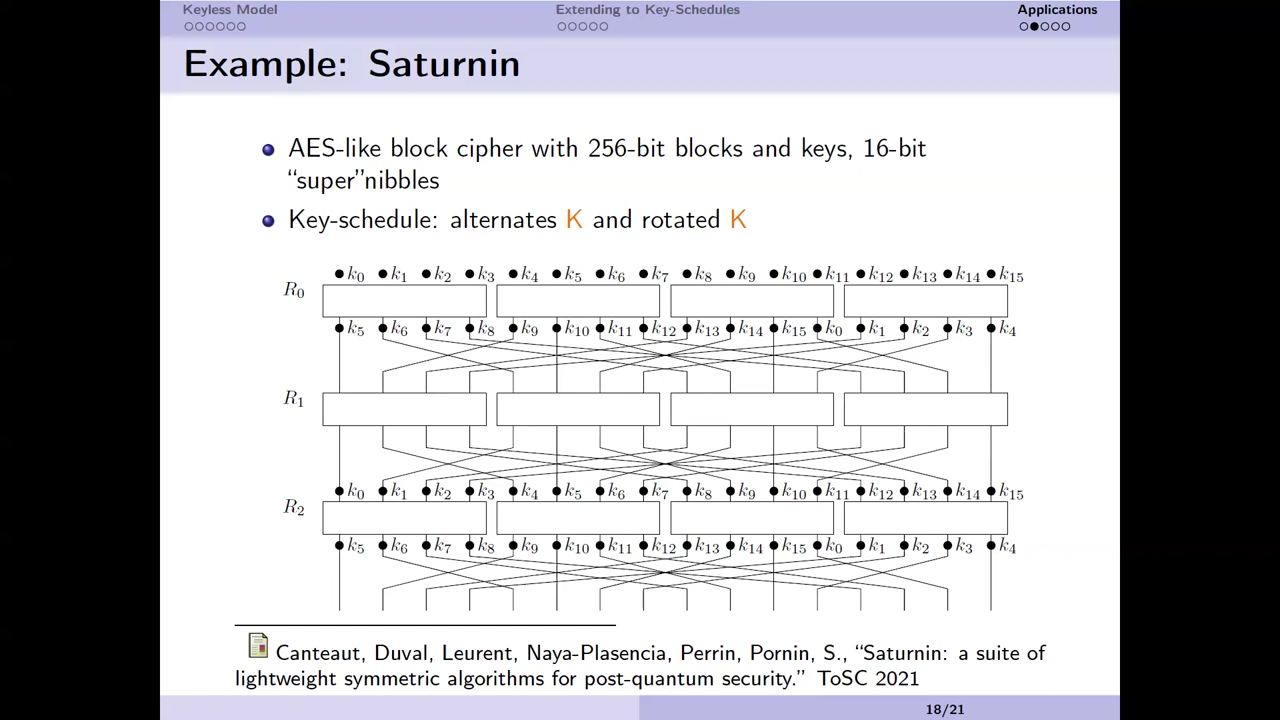 Keyless Model Extending to Key-Schedules Applications
Example: Saturnin
AES-like block cipher with 256-bit blocks and keys, 16-bit
“super”nibbles
Key-schedule: alternates K and rotated K
k0 k1 k2 k3 k4 k5 k6 k7 k8 k9 k10 k11 k12 k13 k14 k15
R0
k5 k6 k7 k8 k9 k10 k11 k12 k13 k14 k15 k0 k1 k2 k3 k4
R1
k0 k1 k2 k3 k4 k5 k6 k7 k8 k9 k10 k11 k12 k13 k14 k15
R2
k5 k6 k7 k8 k9 k10 k11 k12 k13 k14 k15 k0 k1 k2 k3 k4
Canteaut, Duval, Leurent, Naya-Plasencia, Perrin, Pornin, S., “Saturnin: a suite of
lightweight symmetric algorithms for post-quantum security.” ToSC 2021
18/21